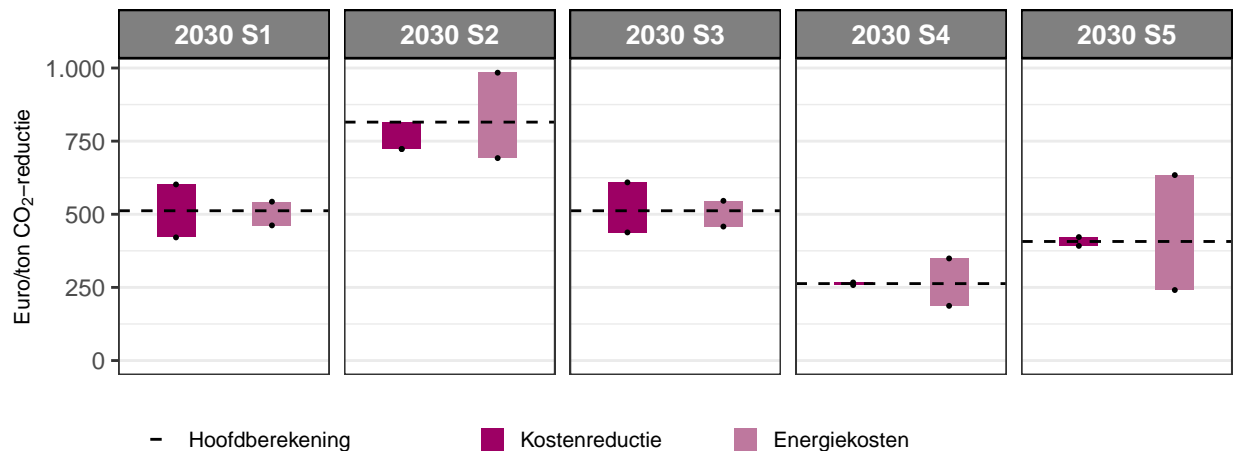 2030 S1 2030 S2 2030 S3 2030 S4 2030 S5
Euro/ton CO₂−reductie
1.000
750
500
250
0
Hoofdberekening Kostenreductie Energiekosten